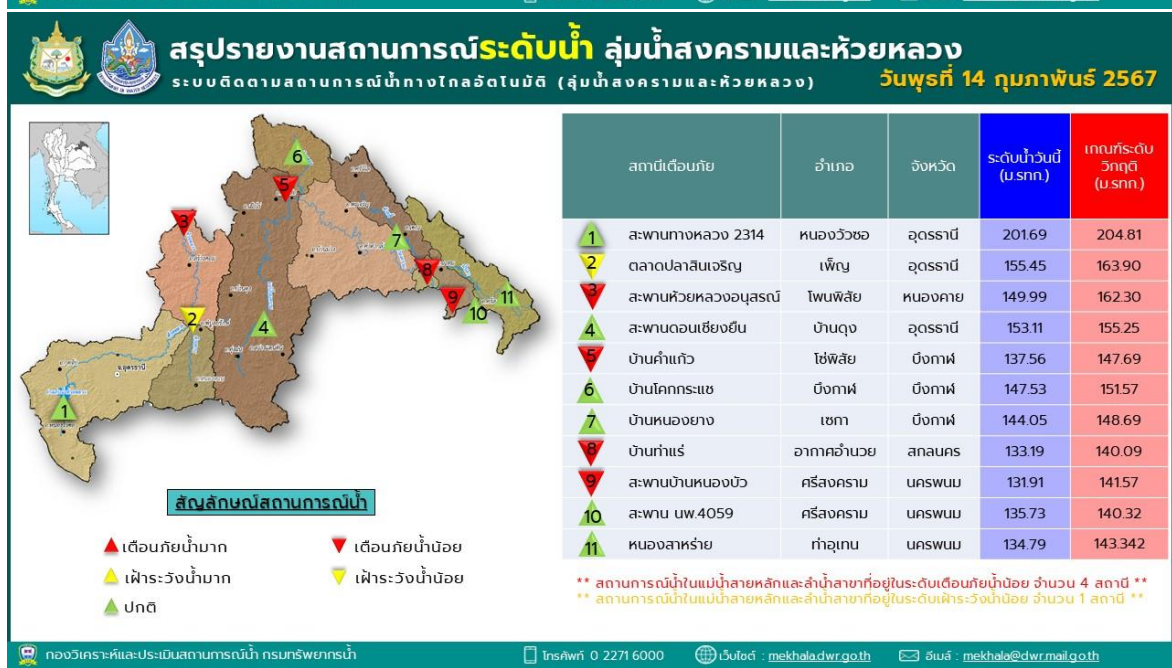 สรุปรายงานสถานการณ์ระดับน้ำ ลุ่มน้ำสงครามและห้วยหลวง
ระบบติดตามสถานการณ์น้ำทางไกลอัตโนมัติ (ลุ่มน้ำสงครามและห้วยหลวง)
วันพุธที่ 14 กุมภาพันธ์ 2567
6
5
3
7
8
9
11
10
2
4
จ.อุดรธานี
1
สัญลักษณ์สถานการณ์น้ำ
เตือนภัยน้ำมาก เตือนภัยน้ำน้อย
เฝ้าระวังน้ำมาก เฝ้าระวังน้ำน้อย
ปกติ
สถานีเตือนภัย อำเภอ จังหวัด ระดับน้ำวันนี้ (ม.รทก.) เกณฑ์ระดับวิกฤติ (ม.รทก.)
1 สะพานทางหลวง 2314 หนองวัวซอ อุดรธานี 201.69 204.81
2 ตลาดปลาสินเจริญ เพ็ญ อุดรธานี 155.45 163.90
3 สะพานห้วยหลวงอนุสรณ์ โพนพิสัย หนองคาย 149.99 162.30
4 สะพานดอนเชียงยืน บ้านดุง อุดรธานี 153.11 155.25
5 บ้านคำแก้ว โซ่พิสัย บึงกาฬ 137.56 147.69
6 บ้านโคกกระแซ บึงกาฬ บึงกาฬ 147.53 151.57
7 บ้านหนองยาง เซกา บึงกาฬ 144.05 148.69
8 บ้านท่าแร่ อากาศอำนวย สกลนคร 133.19 140.09
9 สะพานบ้านหนองบัว ศรีสงคราม นครพนม 131.91 141.57
10 สะพาน นพ.4059 ศรีสงคราม นครพนม 135.73 140.32
11 หนองสาหร่าย ท่าอุเทน นครพนม 134.79 143.342
** สถานการณ์น้ำในแม่น้ำสายหลักและลำน้ำสาขาที่อยู่ในระดับเตือนภัยน้ำน้อย จำนวน 4 สถานี **
** สถานการณ์น้ำในแม่น้ำสายหลักและลำน้ำสาขาที่อยู่ในระดับเฝ้าระวังน้ำน้อย จำนวน 1 สถานี **
กองวิเคราะห์และประเมินสถานการณ์น้ำ กรมทรัพยากรน้ำ โทรศัพท์ 0 2271 6000 เว็บไซต์ : mekhala.dwr.go.th อีเมล์ : mekhala@dwr.mail.go.th